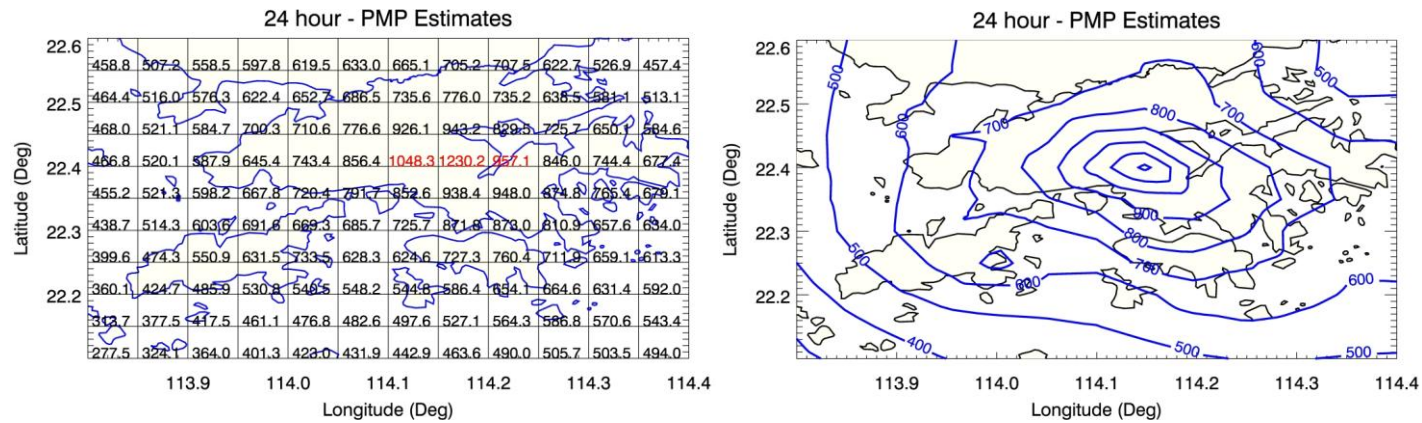 24 hour - PMP Estimates
22.6
458.8 507.2 558.5 597.8 619.5 633.0 665.1 705.2 707.5 622.7 526.9 457.4
464.4 516.0 576.3 622.4 652.7 686.5 735.6 776.0 735.2 638.5 581.1 513.1
22.5
468.0 521.1 584.7 700.3 710.6 776.6 926.1 943.2 829.5 725.7 650.1 584.6
22.4
466.8 520.1 587.9 645.4 743.4 856.4 1048.3 1230.2 957.1 846.0 744.4 677.4
455.2 521.3 598.2 667.8 720.4 791.7 852.6 938.4 948.0 874.8 765.4 679.1
22.3
438.7 514.3 603.6 691.6 669.3 685.7 725.7 871.8 873.0 810.9 657.6 634.0
399.6 474.3 550.9 631.5 733.5 628.3 624.6 727.3 760.4 711.9 659.1 613.3
22.2
360.1 424.7 485.9 530.8 549.5 548.2 544.8 586.4 654.1 664.6 631.4 592.0
313.7 377.5 417.5 461.1 476.8 482.6 497.6 527.1 564.3 586.8 570.6 543.4
277.5 324.1 364.0 401.3 423.0 431.9 442.9 463.6 490.0 505.7 503.5 494.0
113.9 114.0 114.1 114.2 114.3 114.4
Longitude (Deg)
Latitude (Deg)
24 hour - PMP Estimates
22.6
22.5
22.4
22.3
22.2
500
600
500
600
700
700
800
900
800
700
500
600
600
400
500
500
113.9 114.0 114.1 114.2 114.3 114.4
Longitude (Deg)
Latitude (Deg)